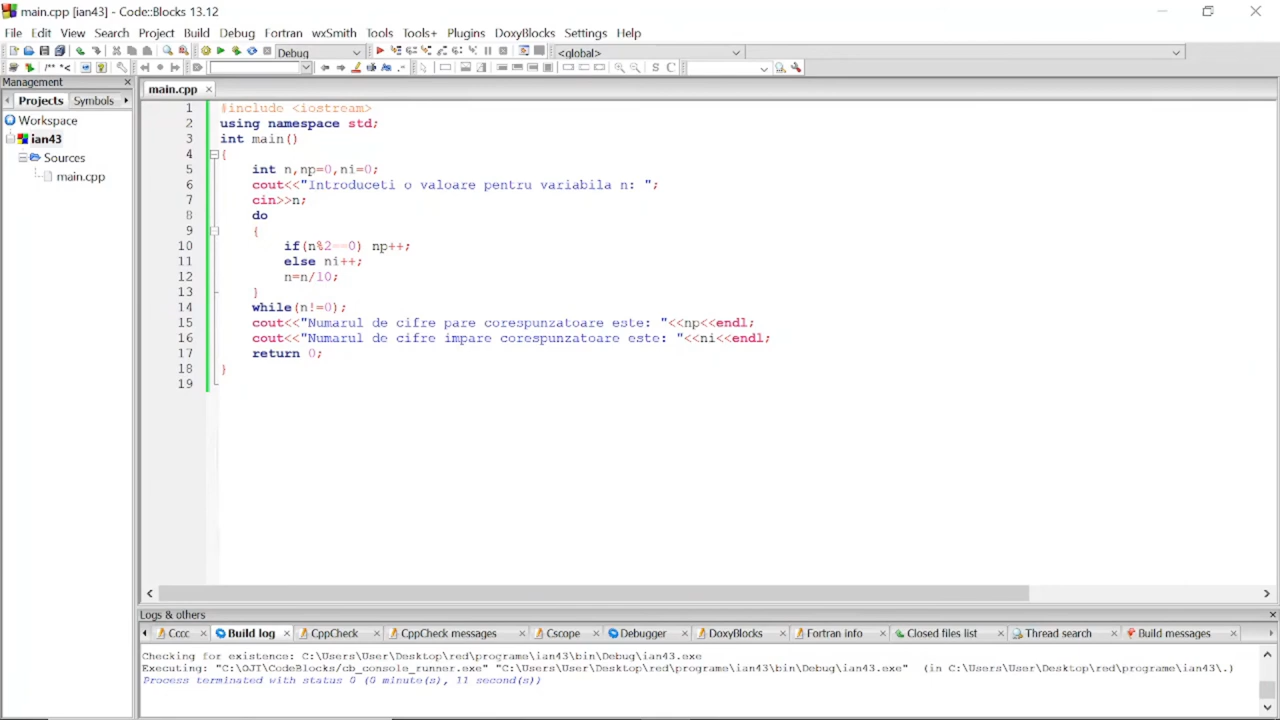 main.cpp [ian43] - Code::Blocks 13.12
File Edit View Search Project Build Debug Fortran wxSmith Tools Tools+ Plugins DoxyBlocks Settings Help
Debug
<global>
/** *<
S C
Management
Projects Symbols
Workspace
ian43
Sources
main.cpp
main.cpp
1 #include <iostream>
2 using namespace std;
3 int main()
4 {
5 int n,np=0,ni=0;
6 cout<<"Introduceti o valoare pentru variabila n: ";
7 cin>>n;
8 do
9 {
10 if(n%2==0) np++;
11 else ni++;
12 n=n/10;
13 }
14 while(n!=0);
15 cout<<"Numarul de cifre pare corespunzatoare este: "<<np<<endl;
16 cout<<"Numarul de cifre impare corespunzatoare este: "<<ni<<endl;
17 return 0;
18 }
19
Logs & others
Cccc Build log CppCheck CppCheck messages Cscope Debugger DoxyBlocks Fortran info Closed files list Thread search Build messages
Checking for existence: C:\Users\User\Desktop\red\programe\ian43\bin\Debug\ian43.exe
Executing: "C:\OJI\CodeBlocks/cb_console_runner.exe" "C:\Users\User\Desktop\red\programe\ian43\bin\Debug\ian43.exe" (in C:\Users\User\Desktop\red\programe\ian43\.)
Process terminated with status 0 (0 minute(s), 11 second(s))